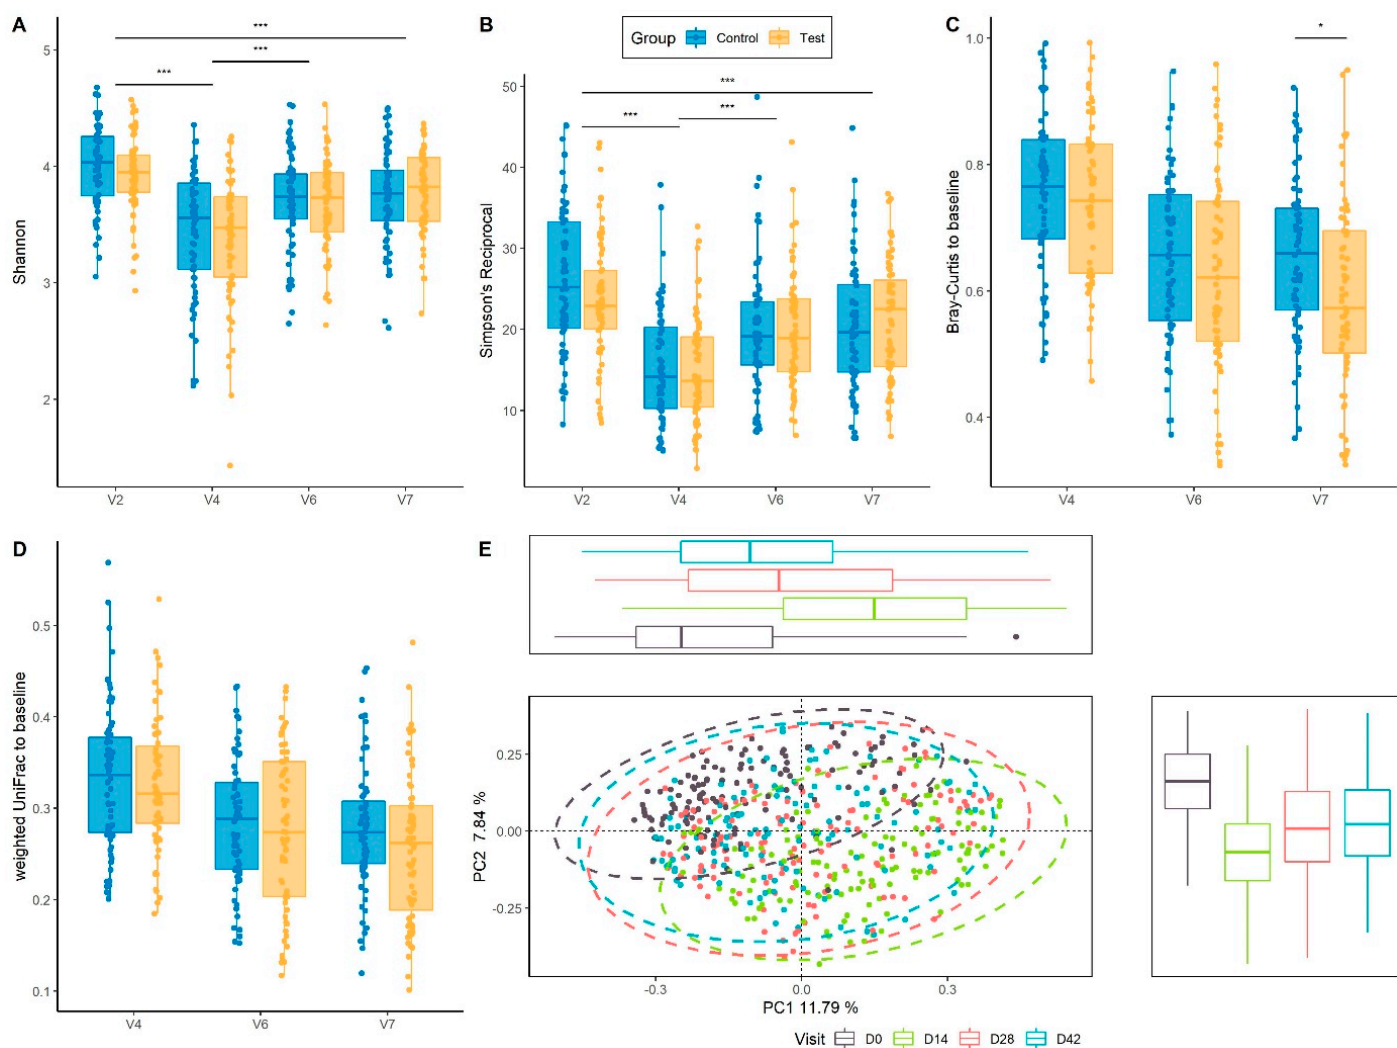 A
Shannon
5
4
3
2
***
***
***
V2 V4 V6 V7
B
Group Control Test
Simpson's Reciprocal
50
40
30
20
10
***
***
***
V2 V4 V6 V7
C
Bray-Curtis to baseline
1.0
0.8
0.6
0.4
*
V4 V6 V7
D
weighted UniFrac to baseline
0.5
0.4
0.3
0.2
0.1
V4 V6 V7
E
PC2 7.84 %
0.25
0.00
-0.25
-0.3 0.0 0.3
PC1 11.79 %
Visit D0 D14 D28 D42